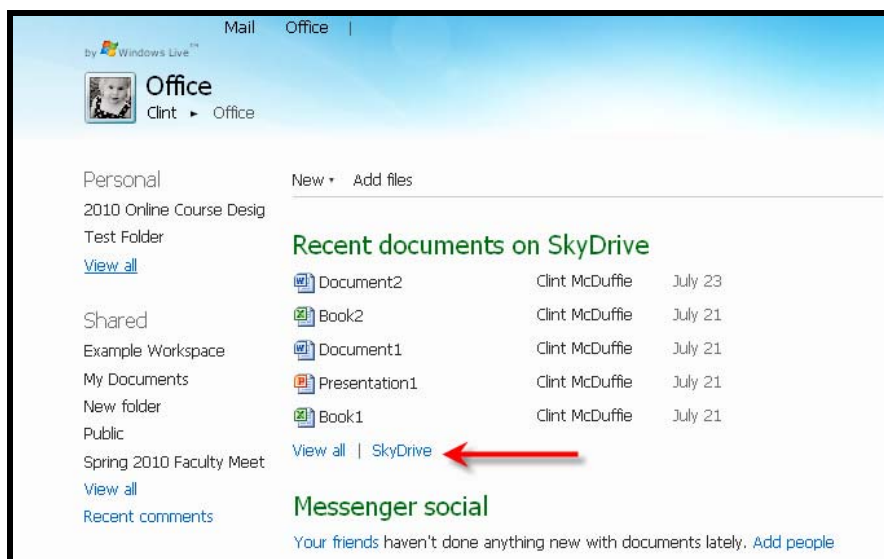 Mail Office |
by Windows Live™
Office
Clint ► Office
Personal
2010 Online Course Desig
Test Folder
View all
Shared
Example Workspace
My Documents
New folder
Public
Spring 2010 Faculty Meet
View all
Recent comments
New ▾ Add files
Recent documents on SkyDrive
Document2 Clint McDuffie July 23
Book2 Clint McDuffie July 21
Document1 Clint McDuffie July 21
Presentation1 Clint McDuffie July 21
Book1 Clint McDuffie July 21
View all | SkyDrive
Messenger social
Your friends haven't done anything new with documents lately. Add people